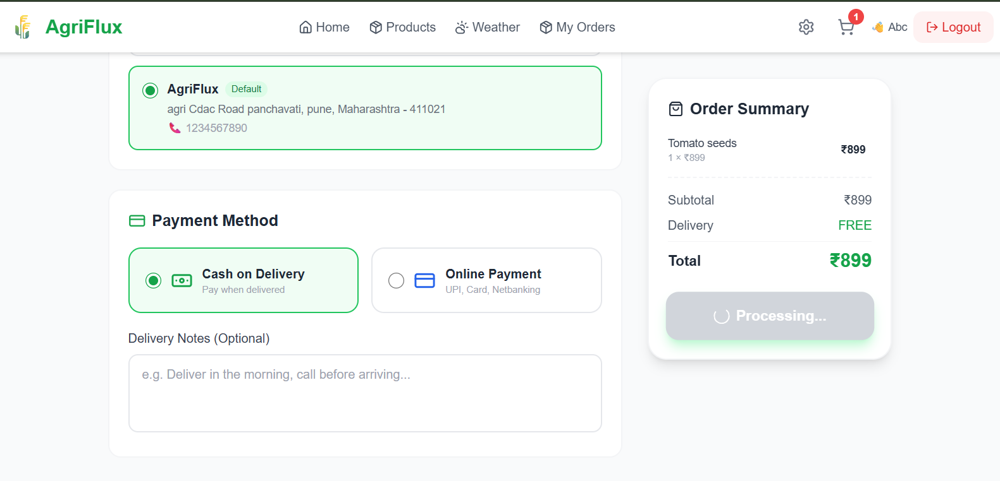 AgriFlux
Home
Products
Weather
My Orders
1
Abc
Logout
AgriFlux Default
agri Cdac Road panchavati, pune, Maharashtra - 411021
1234567890
Payment Method
Cash on Delivery
Pay when delivered
Online Payment
UPI, Card, Netbanking
Delivery Notes (Optional)
e.g. Deliver in the morning, call before arriving...
Order Summary
Tomato seeds
1 × ₹899
₹899
Subtotal ₹899
Delivery FREE
Total ₹899
Processing...